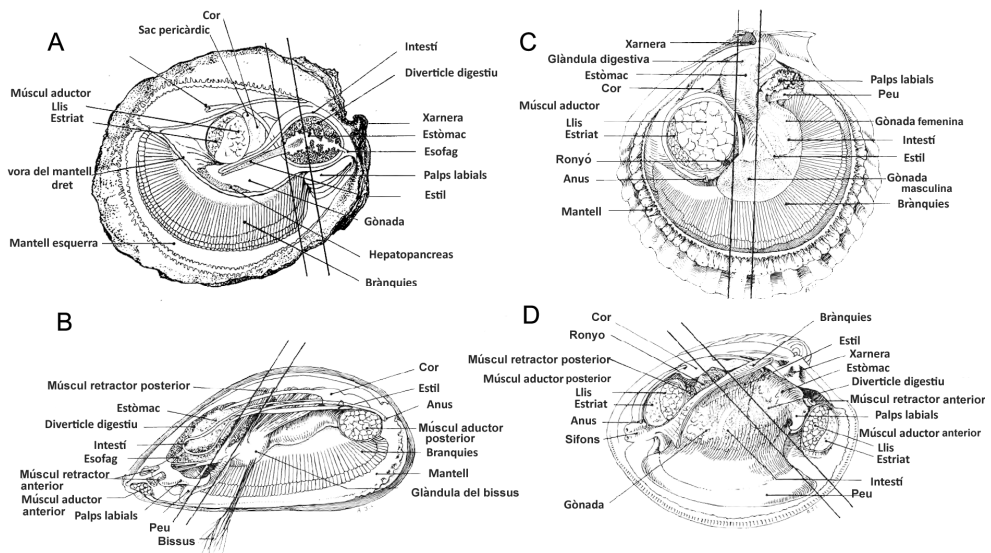 A
Cor
Sac pericàrdic
Intestí
Diverticle digestiu
Múscul aductor
Llis
Estriat
Xarnera
Estòmac
Esofag
vora del mantell
dret
Palps labials
Estil
Gònada
Mantell esquerra
Hepatopancreas
Brànquies
C
Xarnera
Glàndula digestiva
Estòmac
Cor
Palps labials
Peu
Múscul aductor
Llis
Estriat
Gònada femenina
Intestí
Estil
Ronyó
Anus
Gònada
masculina
Mantell
Brànquies
B
Cor
Múscul retractor posterior
Estil
Estòmac
Anus
Diverticle digestiu
Múscul aductor
posterior
Intestí
Branquies
Esofag
Múscul retractor
anterior
Mantell
Múscul aductor
anterior
Glàndula del bissus
Palps labials
Peu
Bissus
D
Cor
Brànquies
Ronyo
Estil
Xarnera
Múscul retractor posterior
Estòmac
Múscul aductor posterior
Diverticle digestiu
Llis
Estriat
Múscul retractor anterior
Anus
Palps labials
Sifons
Múscul aductor anterior
Llis
Estriat
Intestí
Gònada
Peu